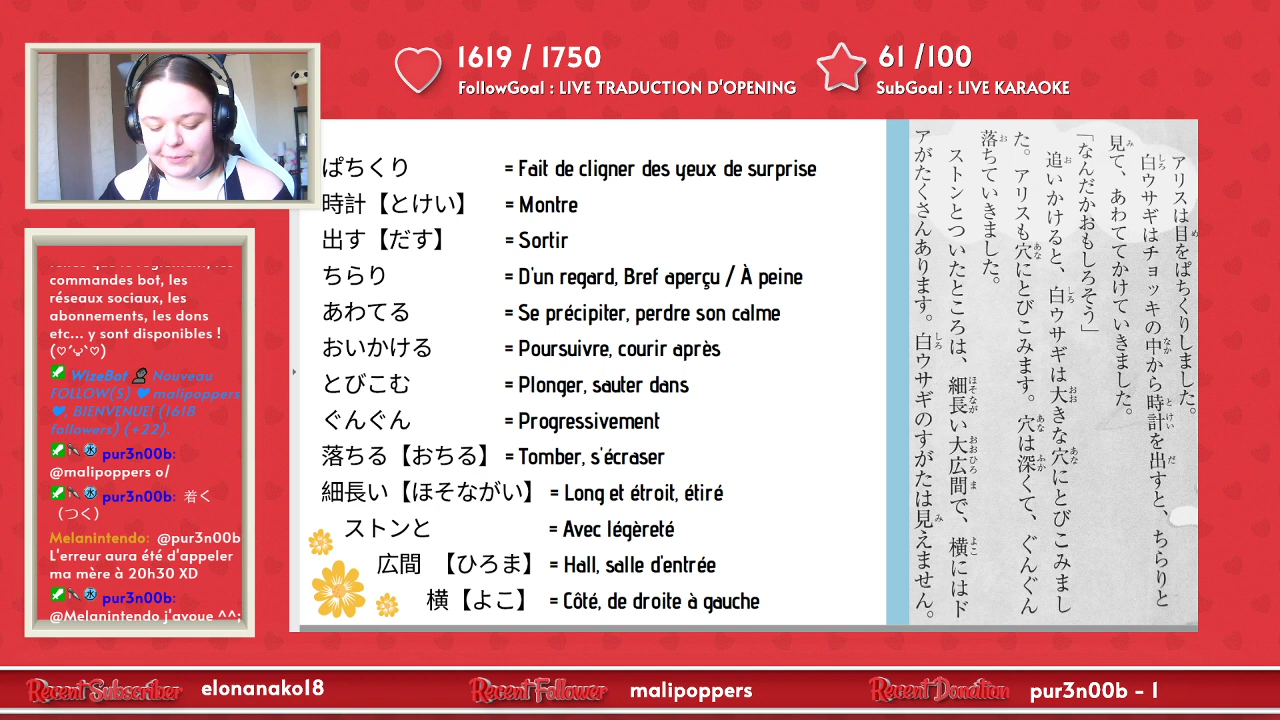 1619 / 1750
FollowGoal : LIVE TRADUCTION D'OPENING
61 /100
SubGoal : LIVE KARAOKE
commandes bot, les
réseaux sociaux, les
abonnements, les dons
etc... y sont disponibles !
(♡ˊᵕˋ♡)
WizeBot Nouveau
FOLLOW(S) malipoppers
, BIENVENUE! (1618
followers) (+22).
pur3n00b:
@malipoppers o/
pur3n00b: 着く
（つく）
Melanintendo: @pur3n00b
L'erreur aura été d'appeler
ma mère à 20h30 XD
pur3n00b:
@Melanintendo j'avoue ^^;
ぱちくり = Fait de cligner des yeux de surprise
時計【とけい】 = Montre
出す【だす】 = Sortir
ちらり = D'un regard, Bref aperçu / À peine
あわてる = Se précipiter, perdre son calme
おいかける = Poursuivre, courir après
とびこむ = Plonger, sauter dans
ぐんぐん = Progressivement
落ちる【おちる】 = Tomber, s'écraser
細長い【ほそながい】 = Long et étroit, étiré
ストンと = Avec légèreté
広間 【ひろま】 = Hall, salle d'entrée
横【よこ】 = Côté, de droite à gauche
アリスは目をぱちくりしました。
白ウサギはチョッキの中から時計を出すと、ちらりと
見て、あわててかけていきました。
「なんだかおもしろそう」
追いかけると、白ウサギは大きな穴にとびこみまし
た。アリスも穴にとびこみます。穴は深くて、ぐんぐん
落ちていきました。
ストンとついたところは、細長い大広間で、横にはド
アがたくさんあります。白ウサギのすがたは見えません。
Recent Subscriber elonanako18
Recent Follower malipoppers
Recent Donation pur3n00b - 1